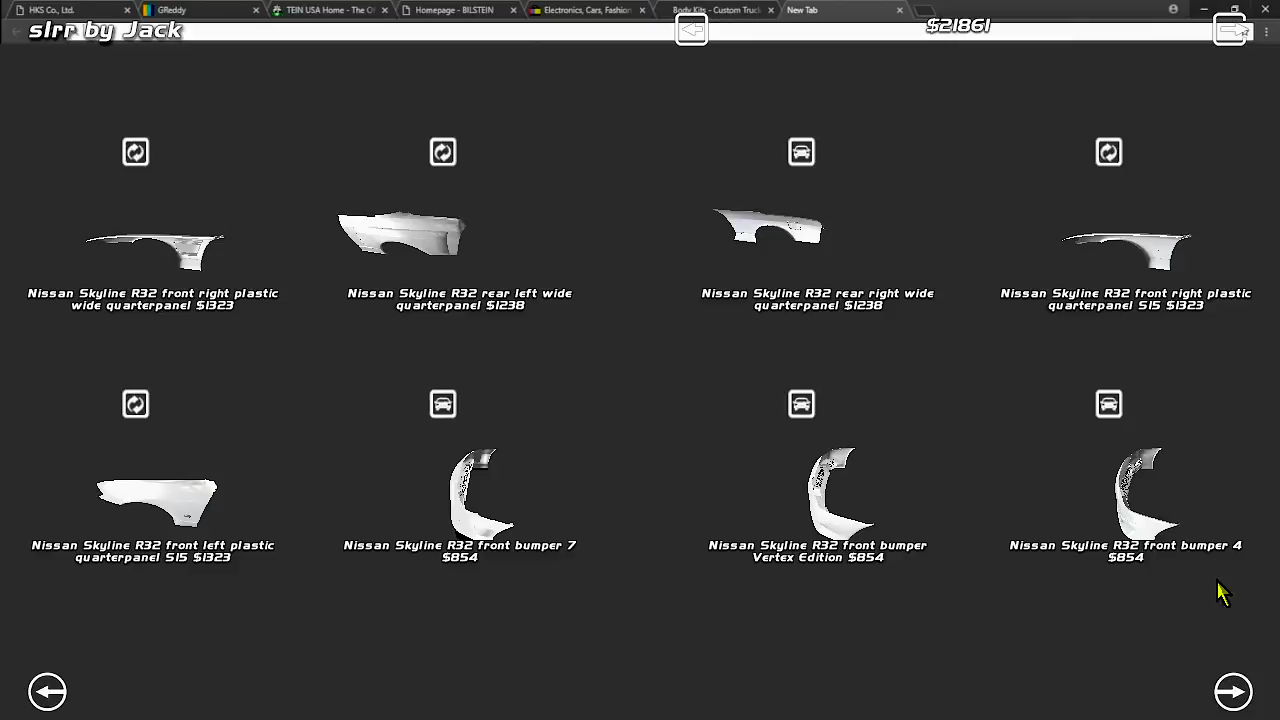 HKS Co., Ltd.
GReddy
TEIN USA Home - The Of
Homepage - BILSTEIN
Electronics, Cars, Fashion
Body Kits - Custom Truck
New Tab
slrr by Jack
$21861
Nissan Skyline R32 front right plastic
wide quarterpanel $1323
Nissan Skyline R32 rear left wide
quarterpanel $1238
Nissan Skyline R32 rear right wide
quarterpanel $1238
Nissan Skyline R32 front right plastic
quarterpanel S15 $1323
Nissan Skyline R32 front left plastic
quarterpanel S15 $1323
Nissan Skyline R32 front bumper 7
$854
Nissan Skyline R32 front bumper
Vertex Edition $854
Nissan Skyline R32 front bumper 4
$854